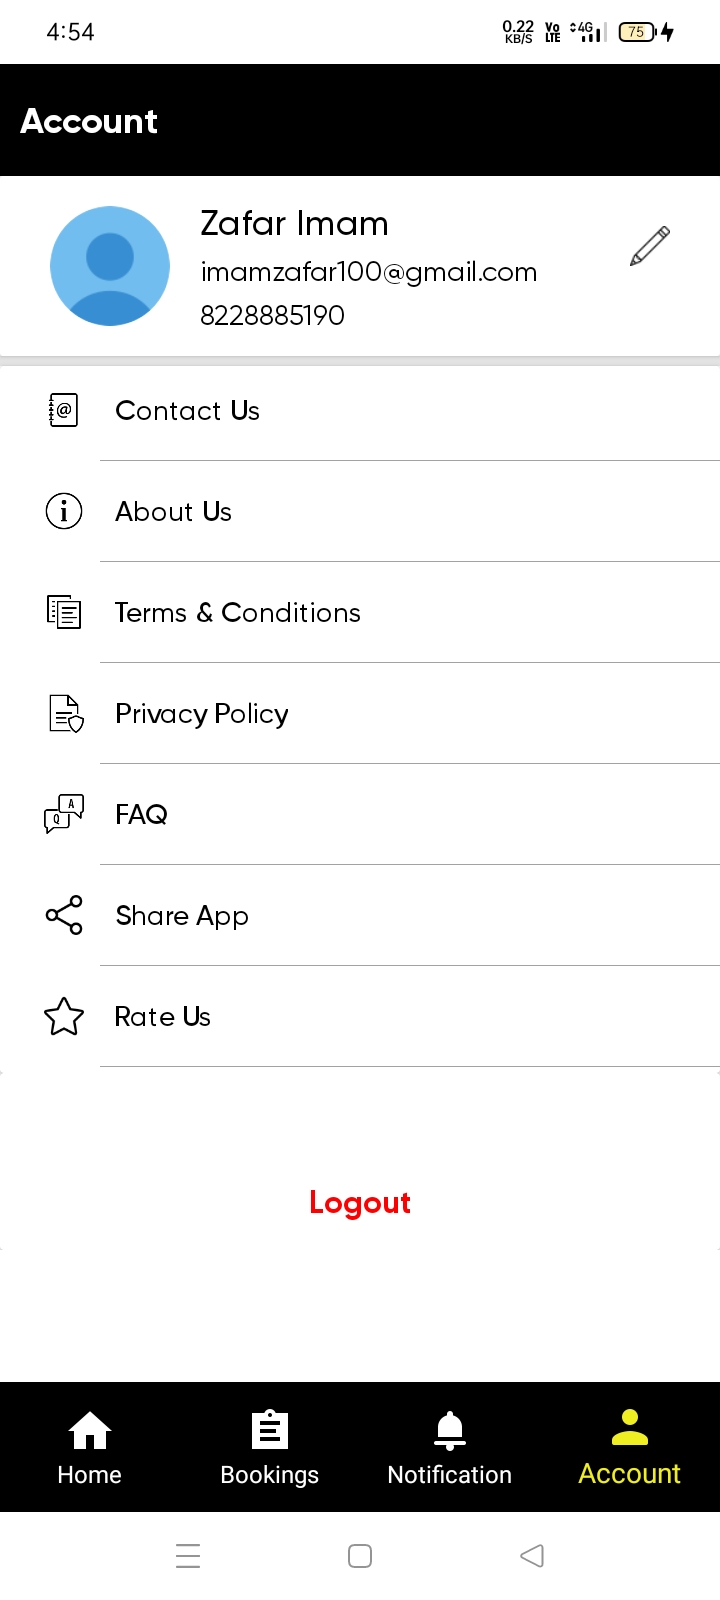 4:54
0.22 KB/S Vo LTE 4G 75
Account
Zafar Imam
imamzafar100@gmail.com
8228885190
@ Contact Us
i About Us
Terms & Conditions
Privacy Policy
Q A FAQ
Share App
Rate Us
Logout
Home Bookings Notification Account